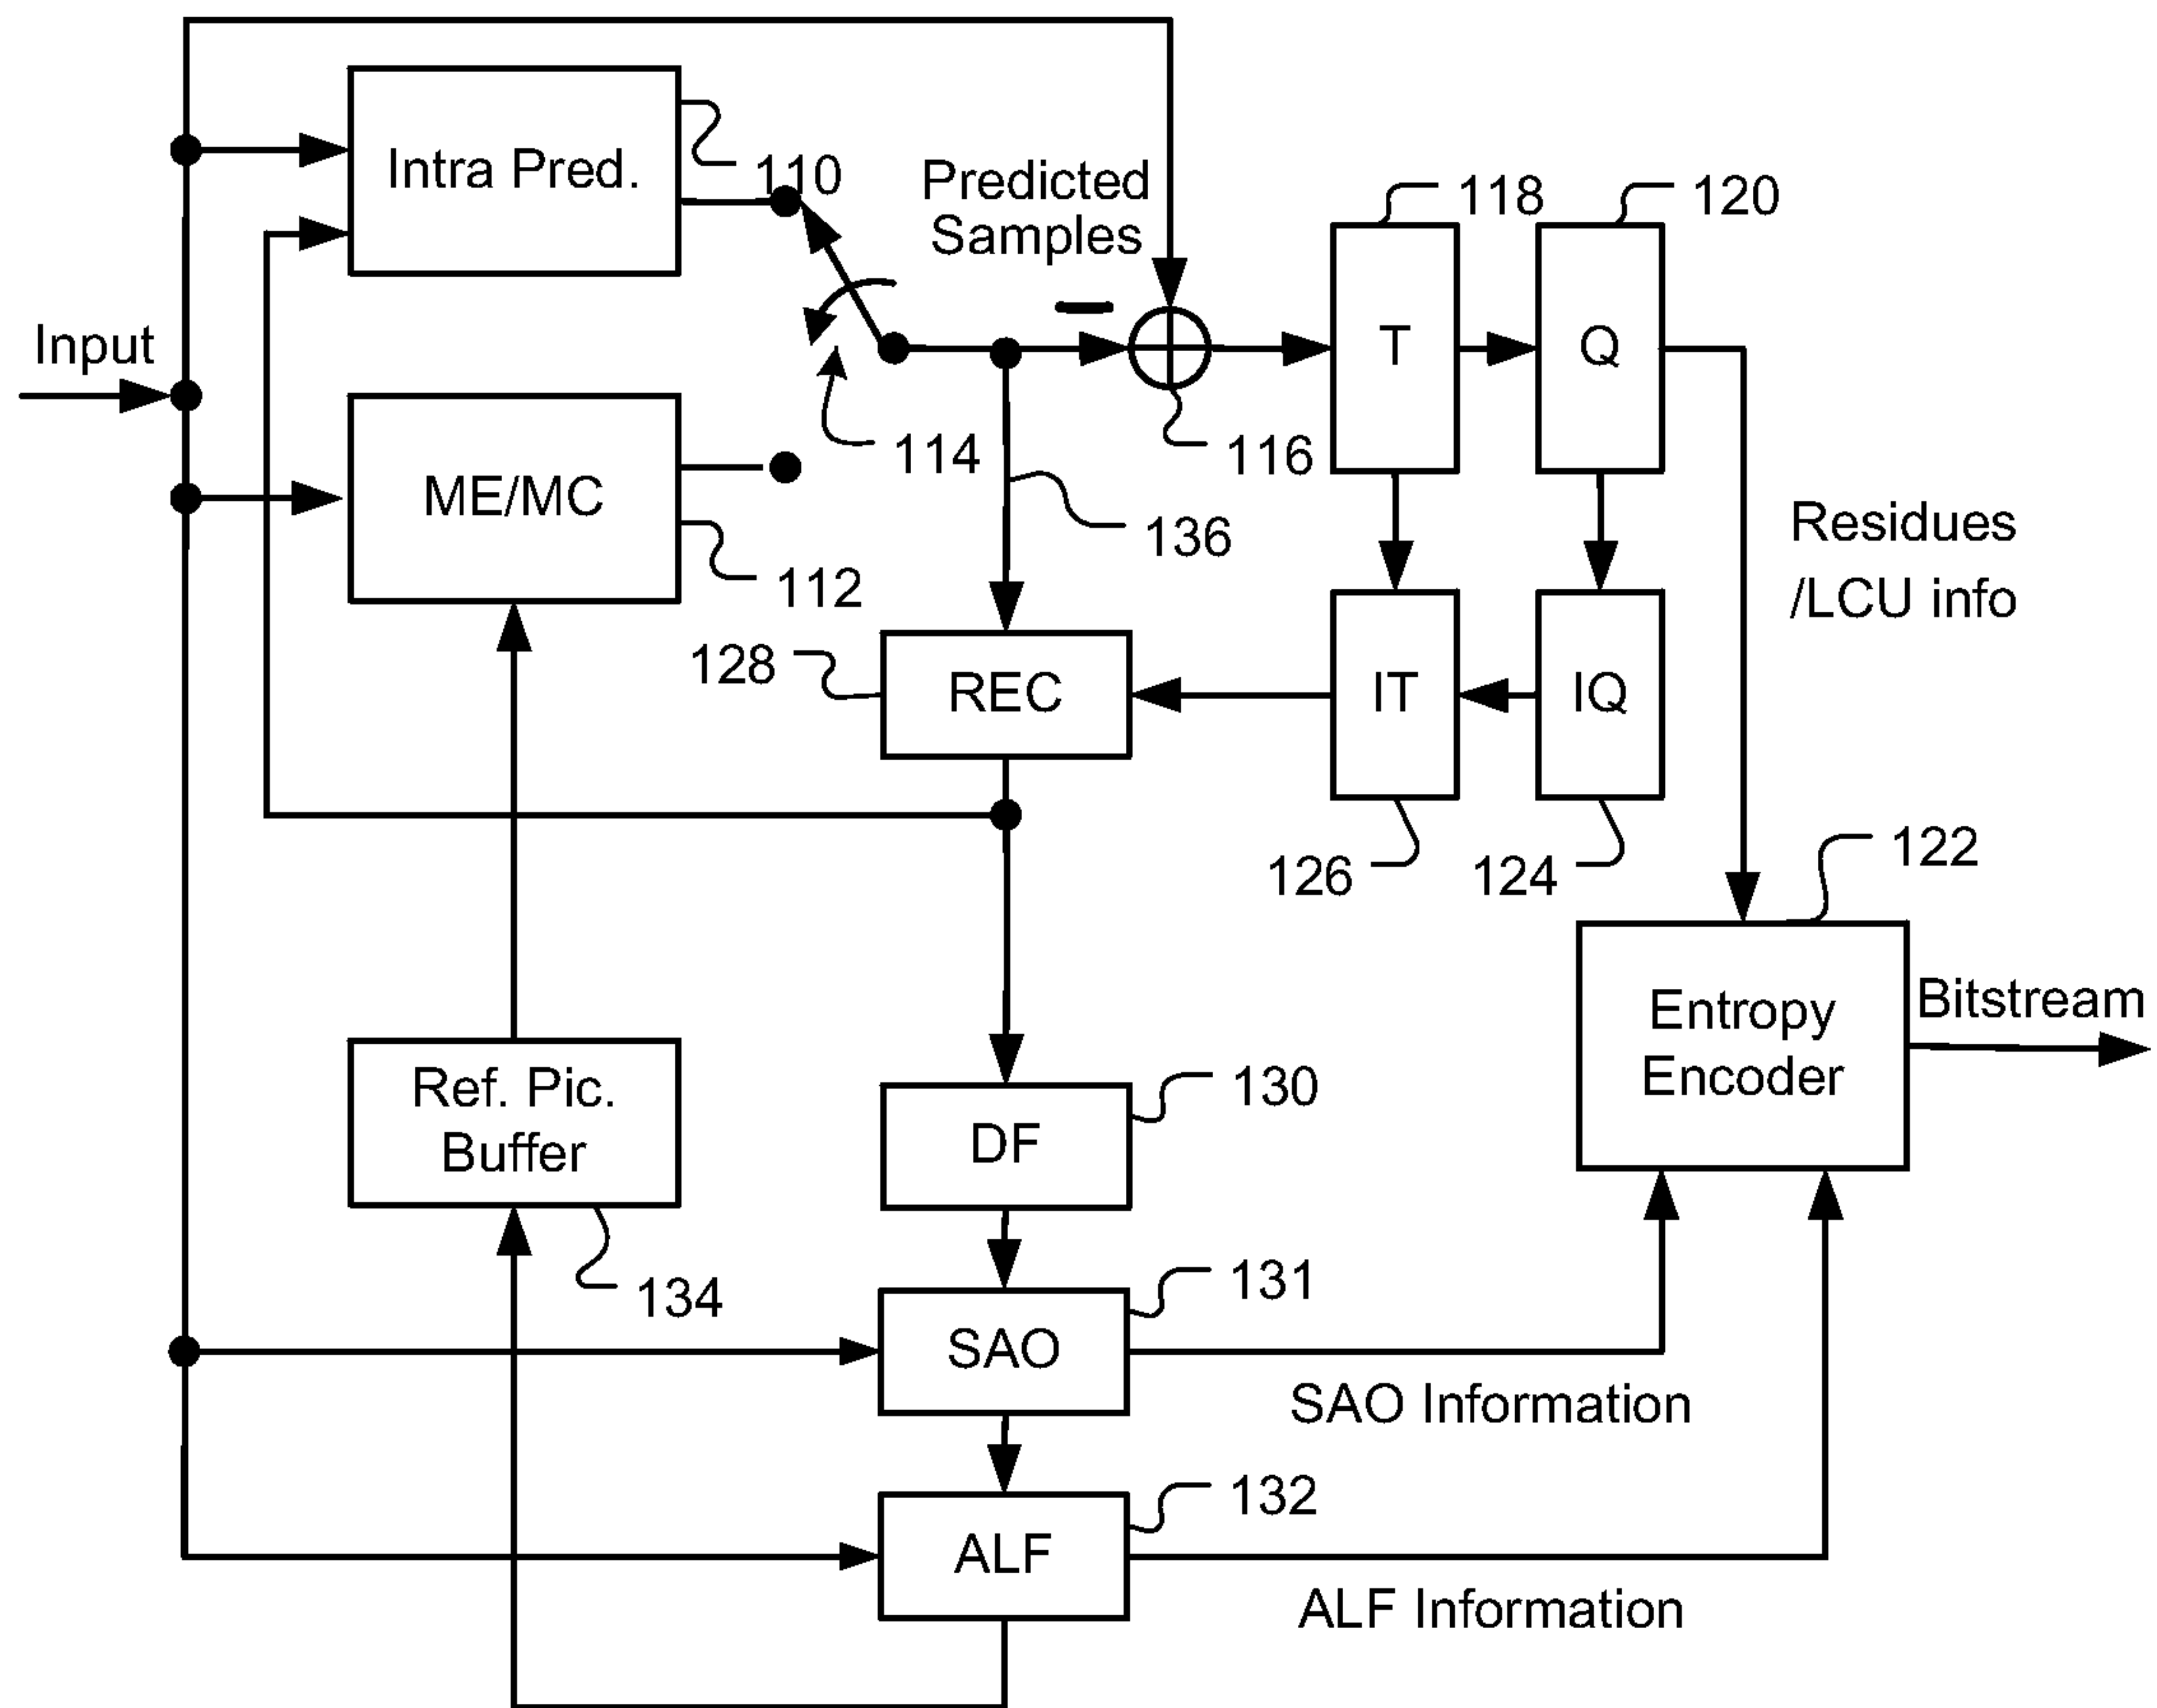 Intra Pred.
110
Predicted
Samples
118
120
Input
T
Q
114
116
ME/MC
136
Residues
/LCU info
112
128
REC
IT
IQ
126
124
122
Entropy
Encoder
Bitstream
Ref. Pic.
Buffer
130
DF
134
131
SAO
SAO Information
132
ALF
ALF Information